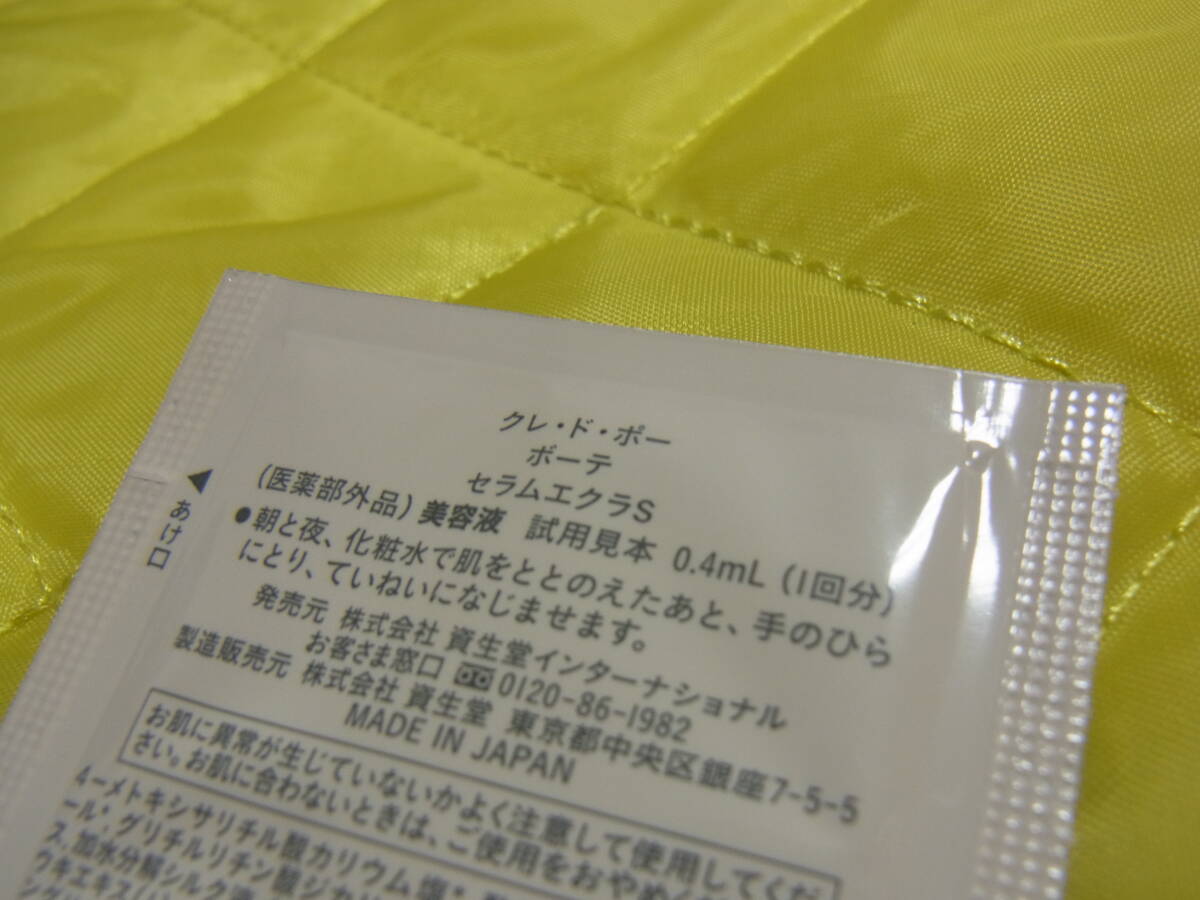 クレ・ド・ポー
ボーテ
セラムエクラS
(医薬部外品) 美容液 試用見本 0.4mL (1回分)
●朝と夜、化粧水で肌をととのえたあと、手のひら
にとり、ていねいになじませます。
発売元 株式会社 資生堂インターナショナル
お客さま窓口 0120-86-1982
製造販売元 株式会社 資生堂 東京都中央区銀座7-5-5
MADE IN JAPAN
◀あけ口
お肌に異常が生じていないかよく注意して使用してくだ
さい。お肌に合わないときは、ご使用をおやめく
4-メトキシサリチル酸カリウム塩*,
ール*,グリチルリチン酸ジカ
ス,加水分解シルク液
ウキエキス